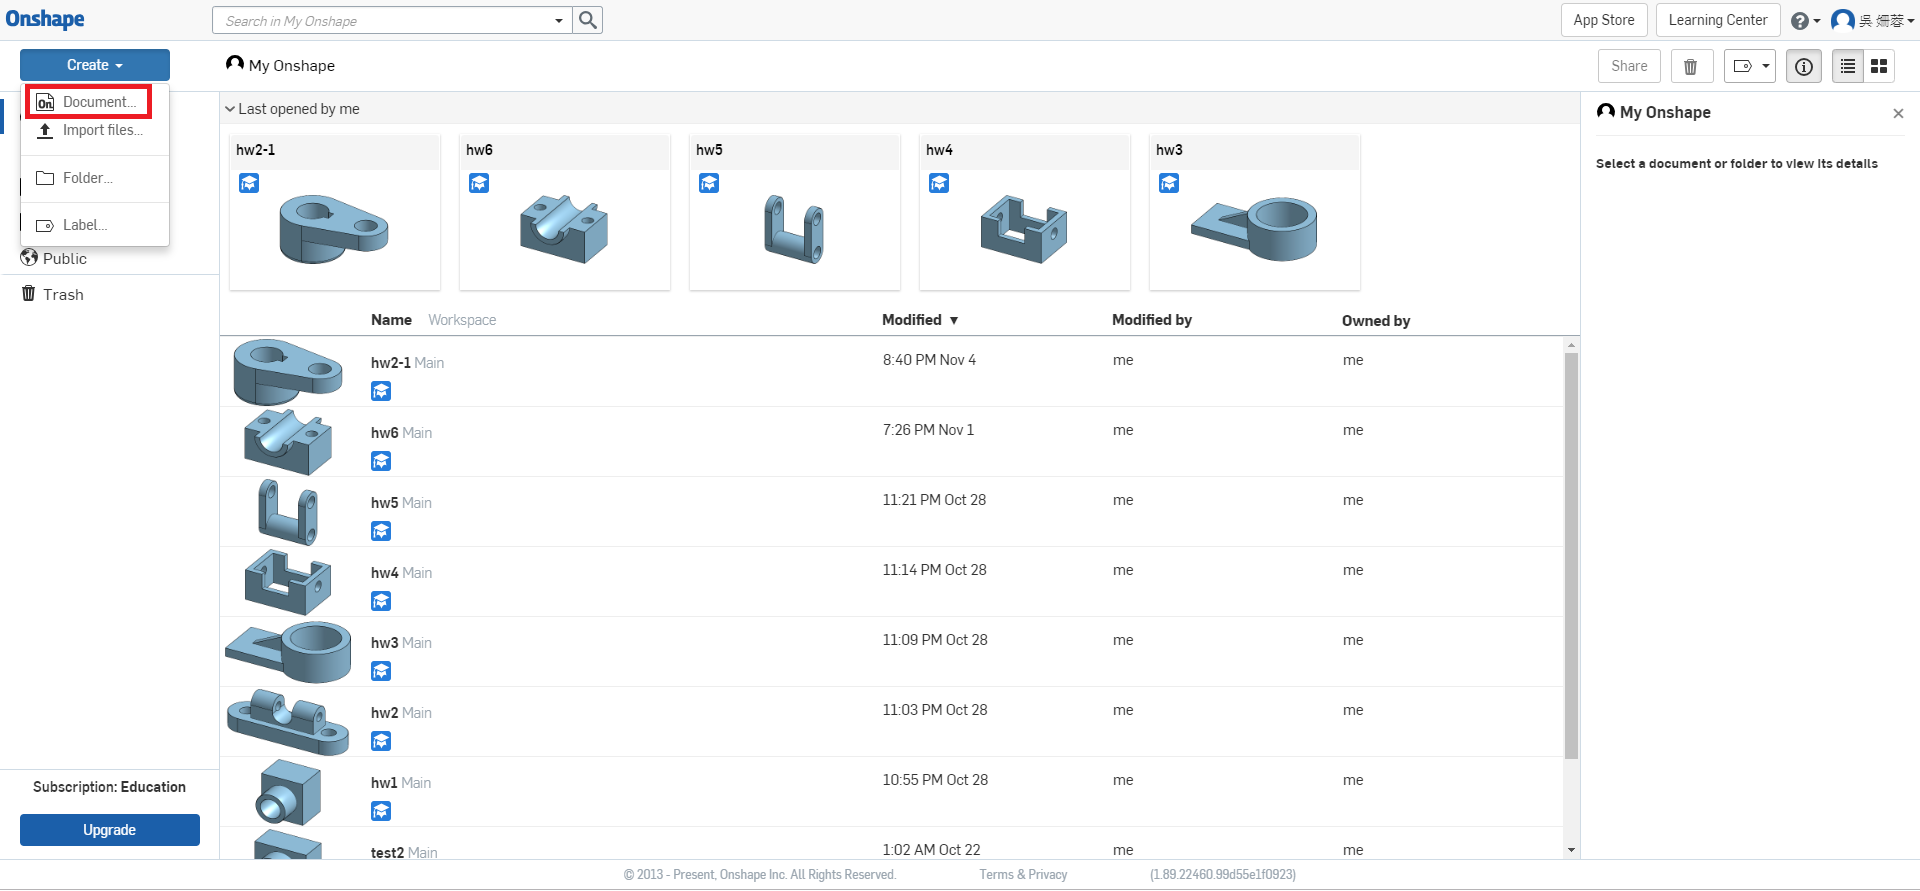 Onshape
Search in My Onshape
App Store
Learning Center
吳 姍蓉
Create
My Onshape
Share
Document...
Import files...
Folder...
Label...
Public
Trash
Last opened by me
hw2-1
hw6
hw5
hw4
hw3
Name Workspace Modified ▼ Modified by Owned by
hw2-1 Main 8:40 PM Nov 4 me me
hw6 Main 7:26 PM Nov 1 me me
hw5 Main 11:21 PM Oct 28 me me
hw4 Main 11:14 PM Oct 28 me me
hw3 Main 11:09 PM Oct 28 me me
hw2 Main 11:03 PM Oct 28 me me
hw1 Main 10:55 PM Oct 28 me me
test2 Main 1:02 AM Oct 22 me me
My Onshape
Select a document or folder to view its details
Subscription: Education
Upgrade
© 2013 - Present, Onshape Inc. All Rights Reserved. Terms & Privacy (1.89.22460.99d55e1f0923)